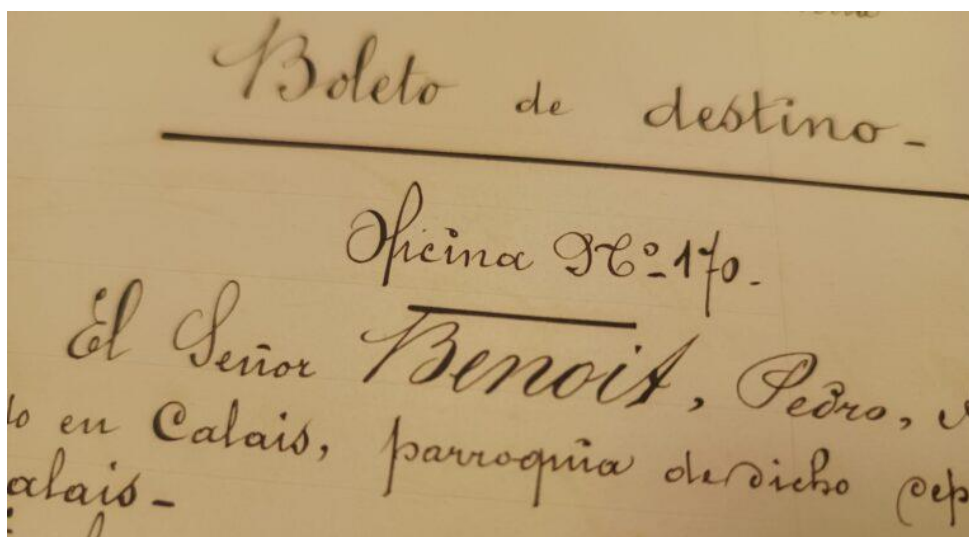 Boleto de destino -
Oficina Nº 170.-
El Señor Benoit, Pedro,
en Calais, parroquia de dicho
alais -